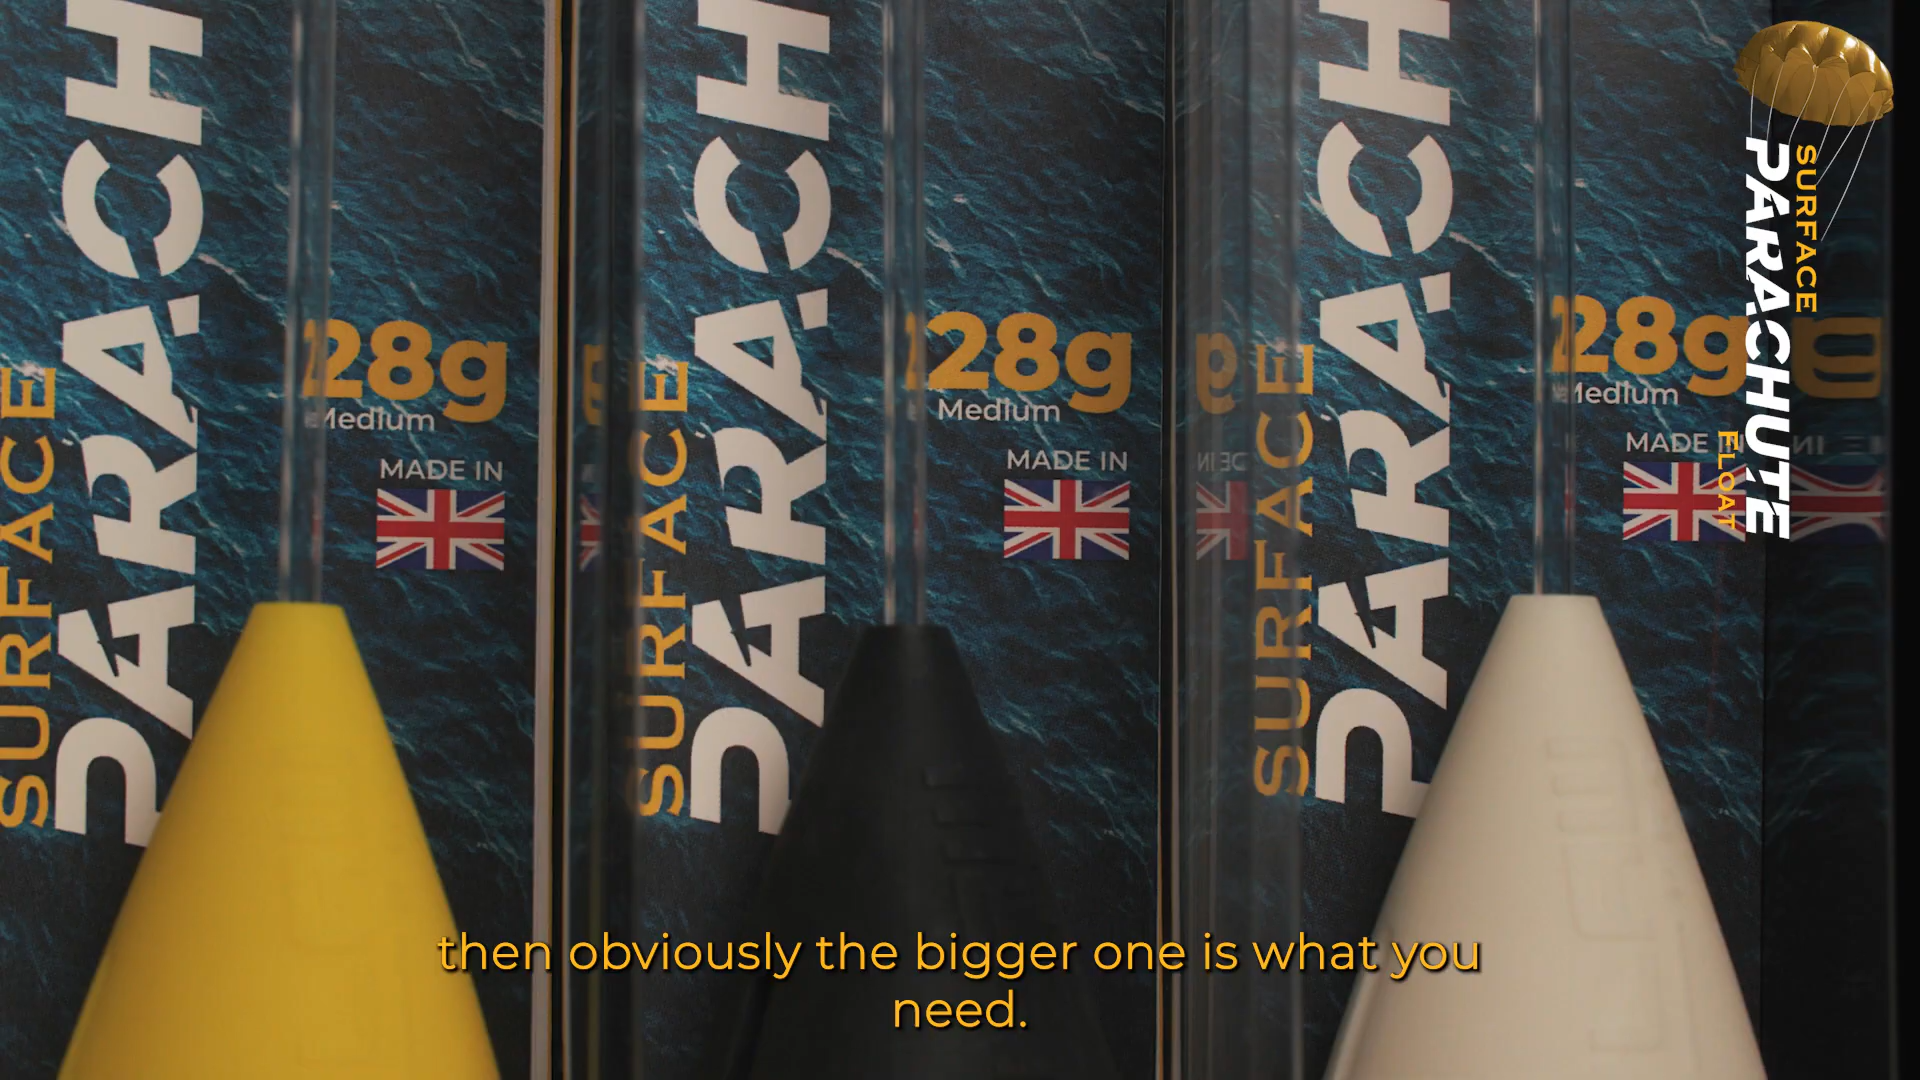 SURFACE
PARACH
28g
Medium
MADE IN
SURFACE
PARACH
28g
Medium
MADE IN
SURFACE
PARACH
28g
Medium
MADE IN
SURFACE
PARACHUTE
FLOAT
then obviously the bigger one is what you
need.